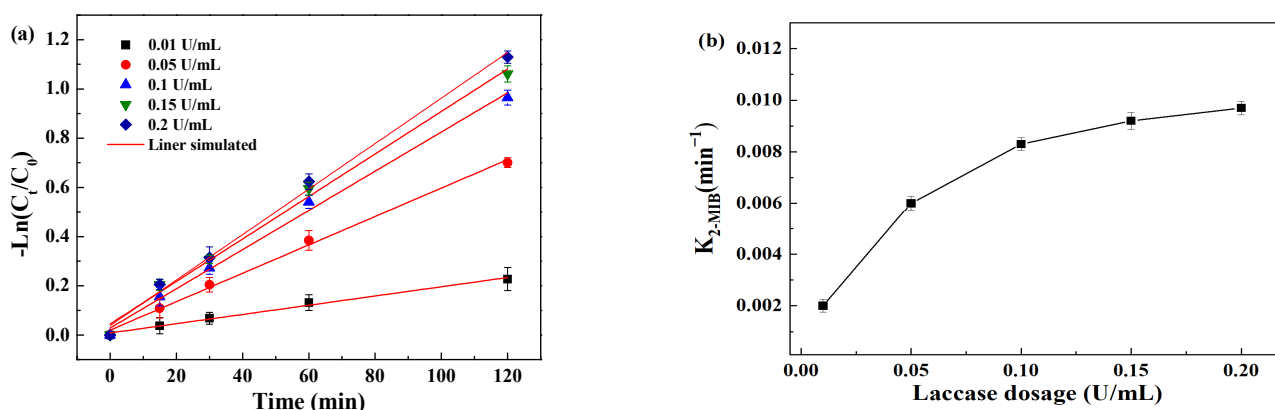 (a)
0.01 U/mL
0.05 U/mL
0.1 U/mL
0.15 U/mL
0.2 U/mL
Liner simulated
1.2
1.0
0.8
0.6
0.4
0.2
0.0
-Ln(Ct/C0)
0 20 40 60 80 100 120
Time (min)
(b)
0.012
0.010
0.008
0.006
0.004
0.002
K2-MIB(min−1)
0.00 0.05 0.10 0.15 0.20
Laccase dosage (U/mL)